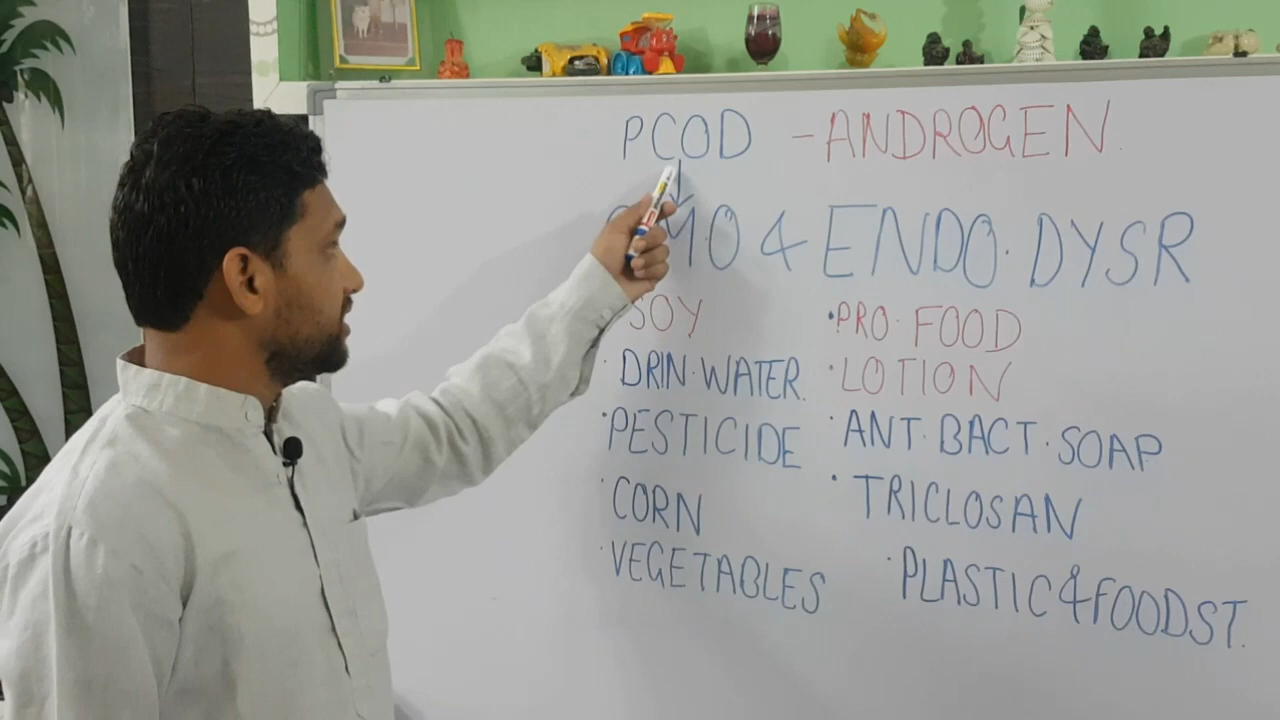 PCOD - ANDROGEN.
& ENDO. DYSR
SOY
• PRO. FOOD
• DRIN. WATER.
• LOTION
• PESTICIDE
• ANT. BACT. SOAP
• CORN
• TRICLOSAN
• VEGETABLES
• PLASTIC & FOODST.